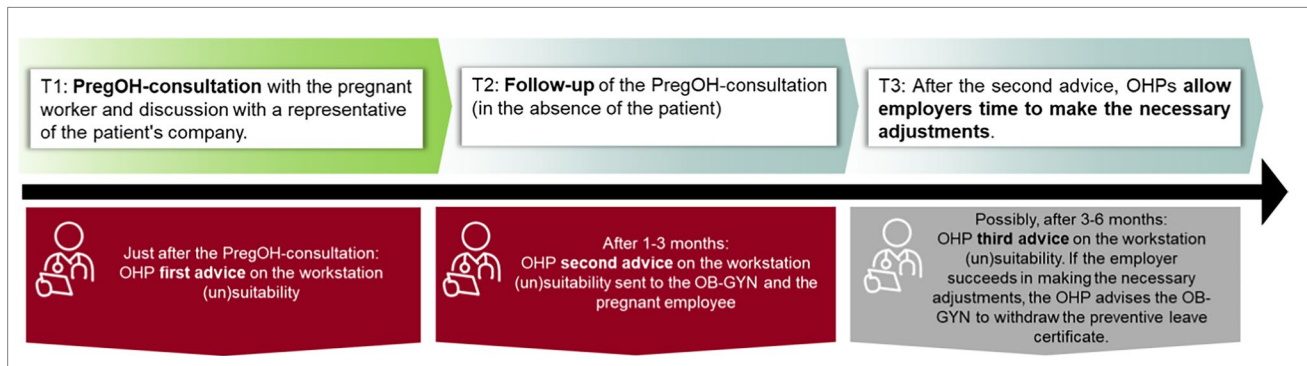 T1: PregOH-consultation with the pregnant
worker and discussion with a representative
of the patient's company.
T2: Follow-up of the PregOH-consultation
(in the absence of the patient)
T3: After the second advice, OHPs allow
employers time to make the necessary
adjustments.
Just after the PregOH-consultation:
OHP first advice on the workstation
(un)suitability
After 1-3 months:
OHP second advice on the workstation
(un)suitability sent to the OB-GYN and the
pregnant employee
Possibly, after 3-6 months:
OHP third advice on the workstation
(un)suitability. If the employer
succeeds in making the necessary
adjustments, the OHP advises the OB-
GYN to withdraw the preventive leave
certificate.